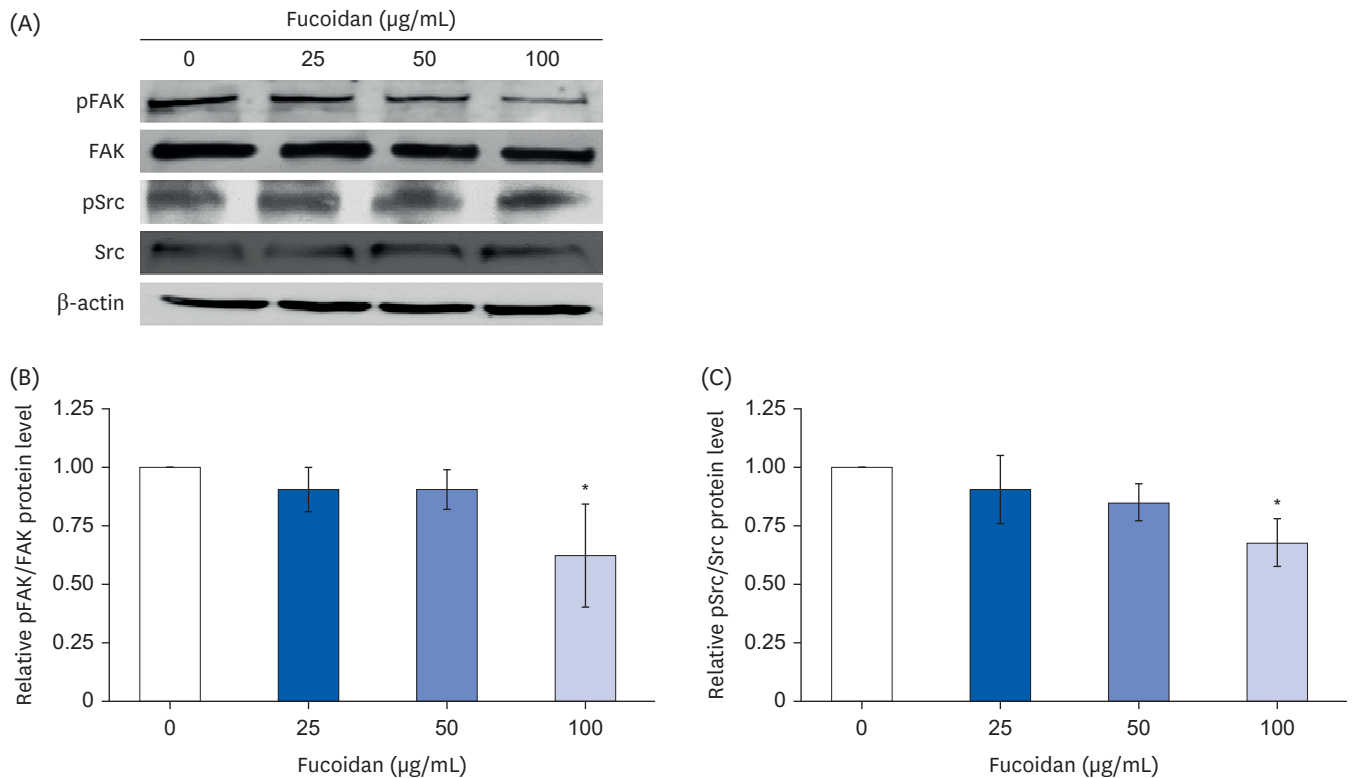 (A)
Fucoidan (µg/mL)
0 25 50 100
pFAK
FAK
pSrc
Src
β-actin
(B)
Relative pFAK/FAK protein level
1.25
1.00
0.75
0.50
0.25
0
*
0 25 50 100
Fucoidan (µg/mL)
(C)
Relative pSrc/Src protein level
1.25
1.00
0.75
0.50
0.25
0
*
0 25 50 100
Fucoidan (µg/mL)